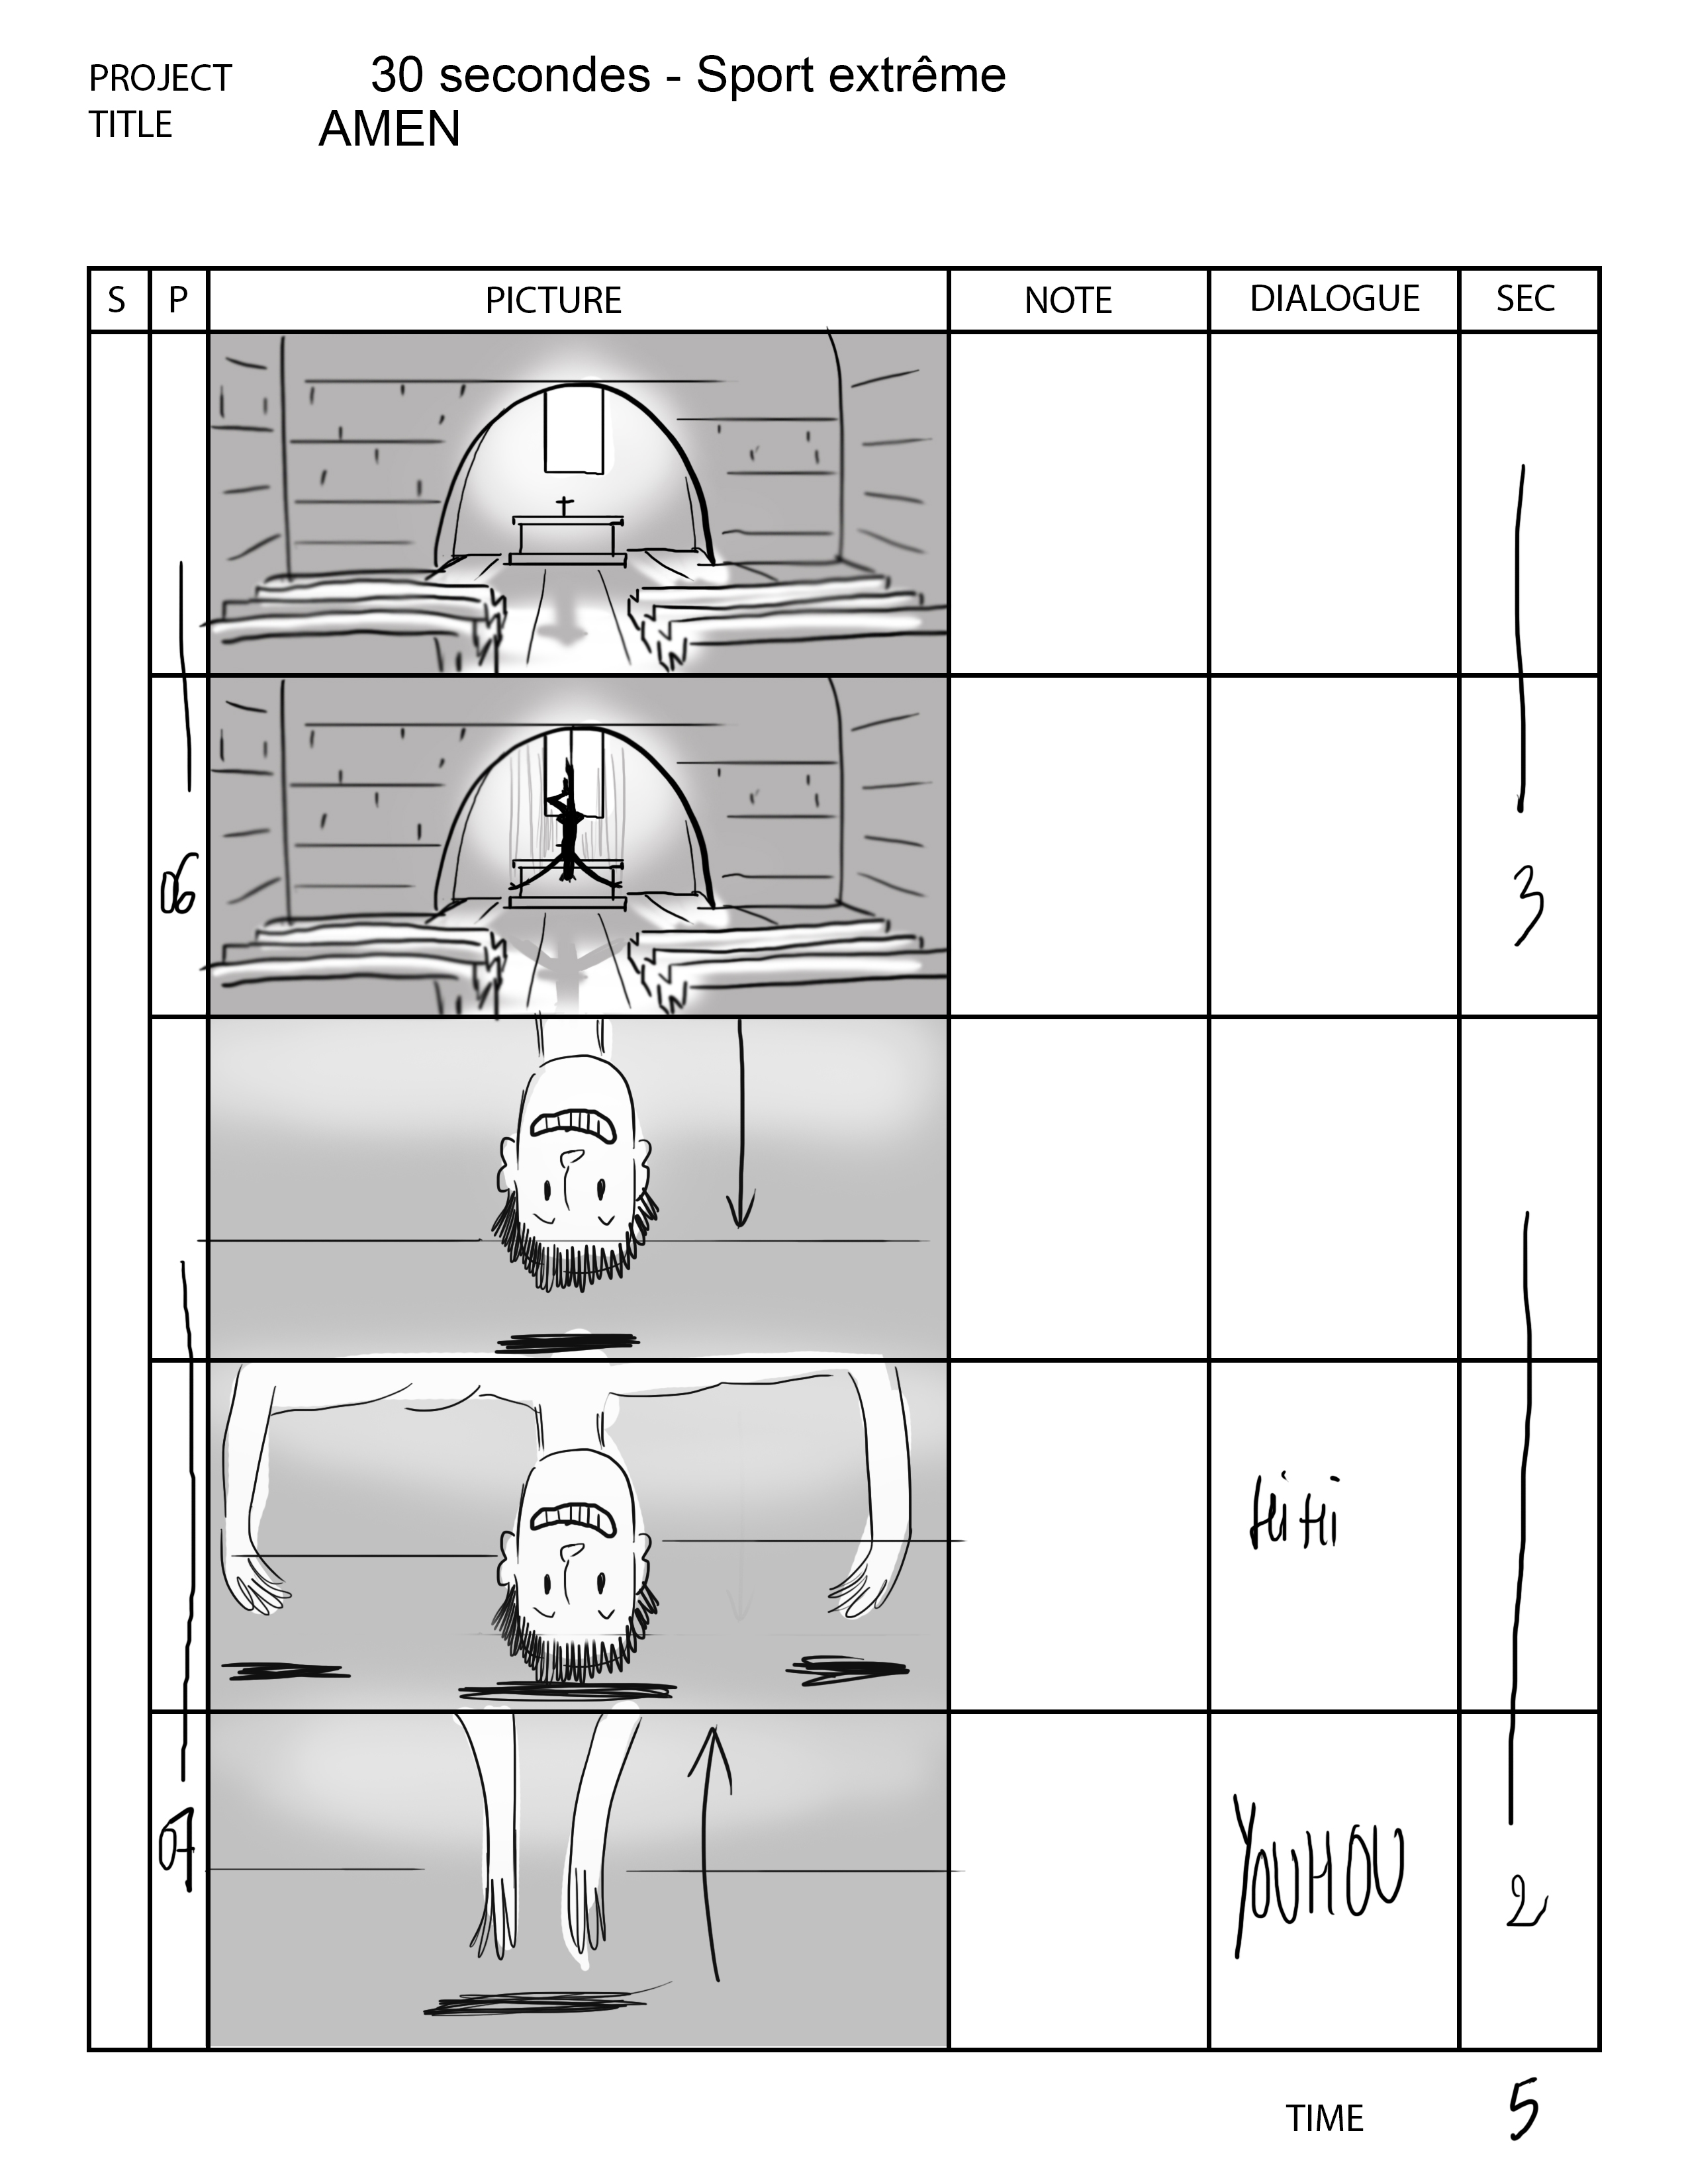 PROJECT 30 secondes - Sport extrême
TITLE AMEN
S P PICTURE NOTE DIALOGUE SEC
06 3
Hi Hi
07 YOUHOU 2
TIME 5